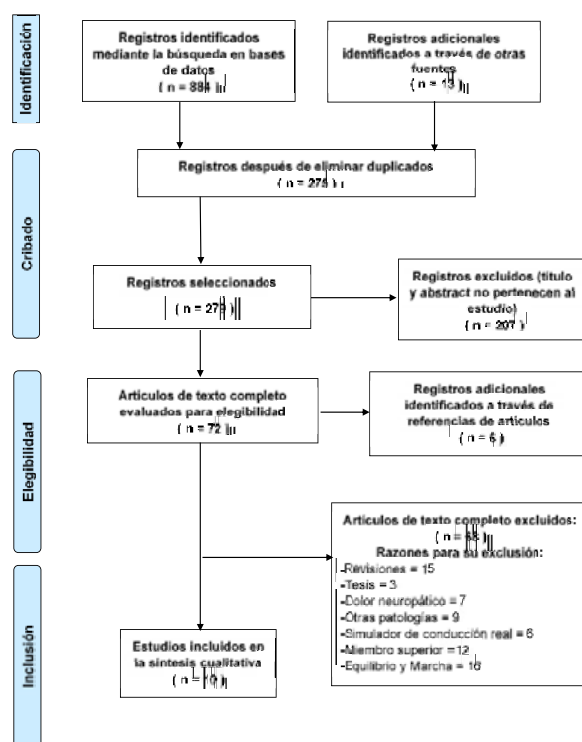 Identificación
Registros identificados
mediante la búsqueda en bases
de datos
( n = 884 )
Registros adicionales
identificados a través de otras
fuentes
( n = 13 )
Cribado
Registros después de eliminar duplicados
( n = )
Registros seleccionados
( n = 279 )
Registros excluidos (título
y abstract no pertenecen al
estudio)
( n = 207 )
Elegibilidad
Artículos de texto completo
evaluados para elegibilidad
( n = 72 )
Registros adicionales
identificados a través de
referencias de artículos
( n = 6 )
Artículos de texto completo excluidos:
( n = 68 )
Razones para su exclusión:
-Revisiones = 15
-Tesis = 3
-Dolor neuropático = 7
-Otras patologías = 9
-Simulador de conducción real = 6
-Miembro superior =12
-Equilibrio y Marcha = 16
Inclusión
Estudios incluidos en
la síntesis cualitativa
( n = 10 )